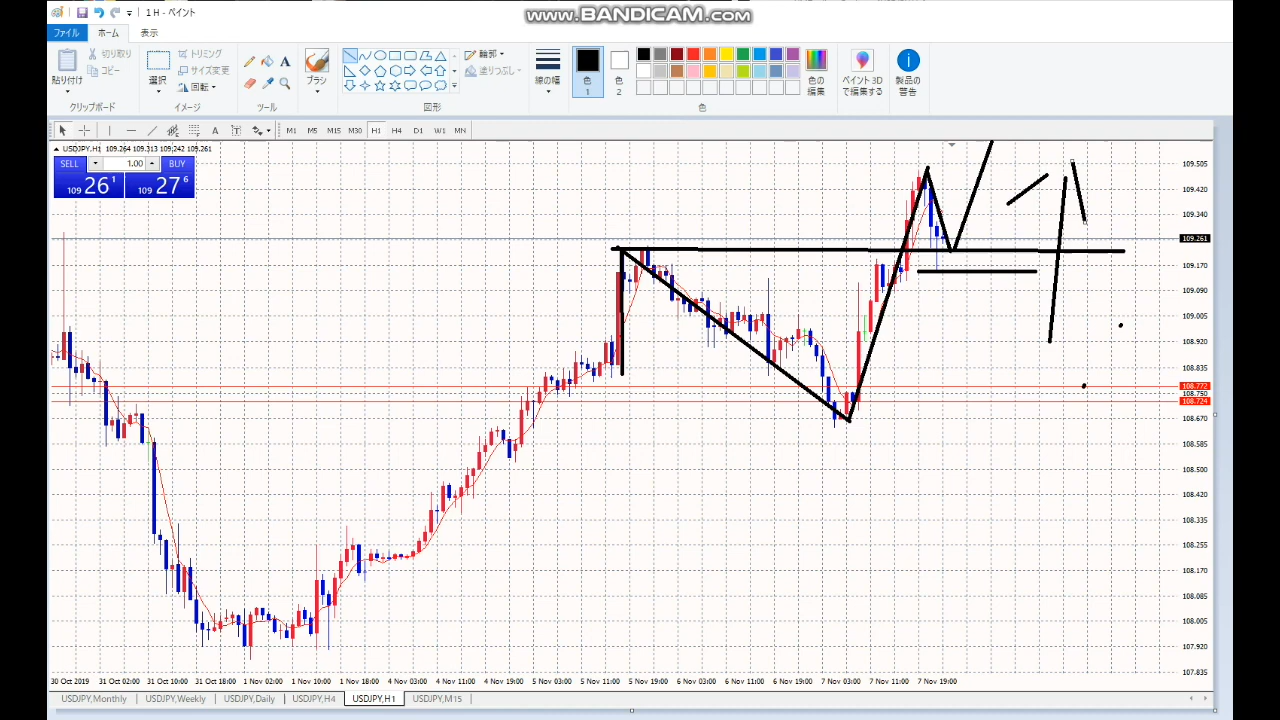 www.BANDICAM.com
1 H - ペイント
ファイル ホーム 表示
貼り付け 切り取り コピー 選択 トリミング サイズ変更 回転 ブラシ 輪郭 塗りつぶし 線の幅 色 1 色 2 色の編集 ペイント 3D で編集する 製品の警告
クリップボード イメージ ツール 図形 色
M1 M5 M15 M30 H1 H4 D1 W1 MN
USDJPY,H1 109.264 109.313 109.242 109.261
SELL 1.00 BUY
109 26 1 109 27 6
109.505
109.420
109.340
109.261
109.170
109.090
109.005
108.920
108.835
108.772
108.750
108.724
108.670
108.585
108.500
108.420
108.335
108.255
108.170
108.085
108.005
107.920
107.835
30 Oct 2019 31 Oct 02:00 31 Oct 10:00 31 Oct 18:00 1 Nov 02:00 1 Nov 10:00 1 Nov 18:00 4 Nov 03:00 4 Nov 11:00 4 Nov 19:00 5 Nov 03:00 5 Nov 11:00 5 Nov 19:00 6 Nov 03:00 6 Nov 11:00 6 Nov 19:00 7 Nov 03:00 7 Nov 11:00 7 Nov 19:00
USDJPY,Monthly USDJPY,Weekly USDJPY,Daily USDJPY,H4 USDJPY,H1 USDJPY,M15